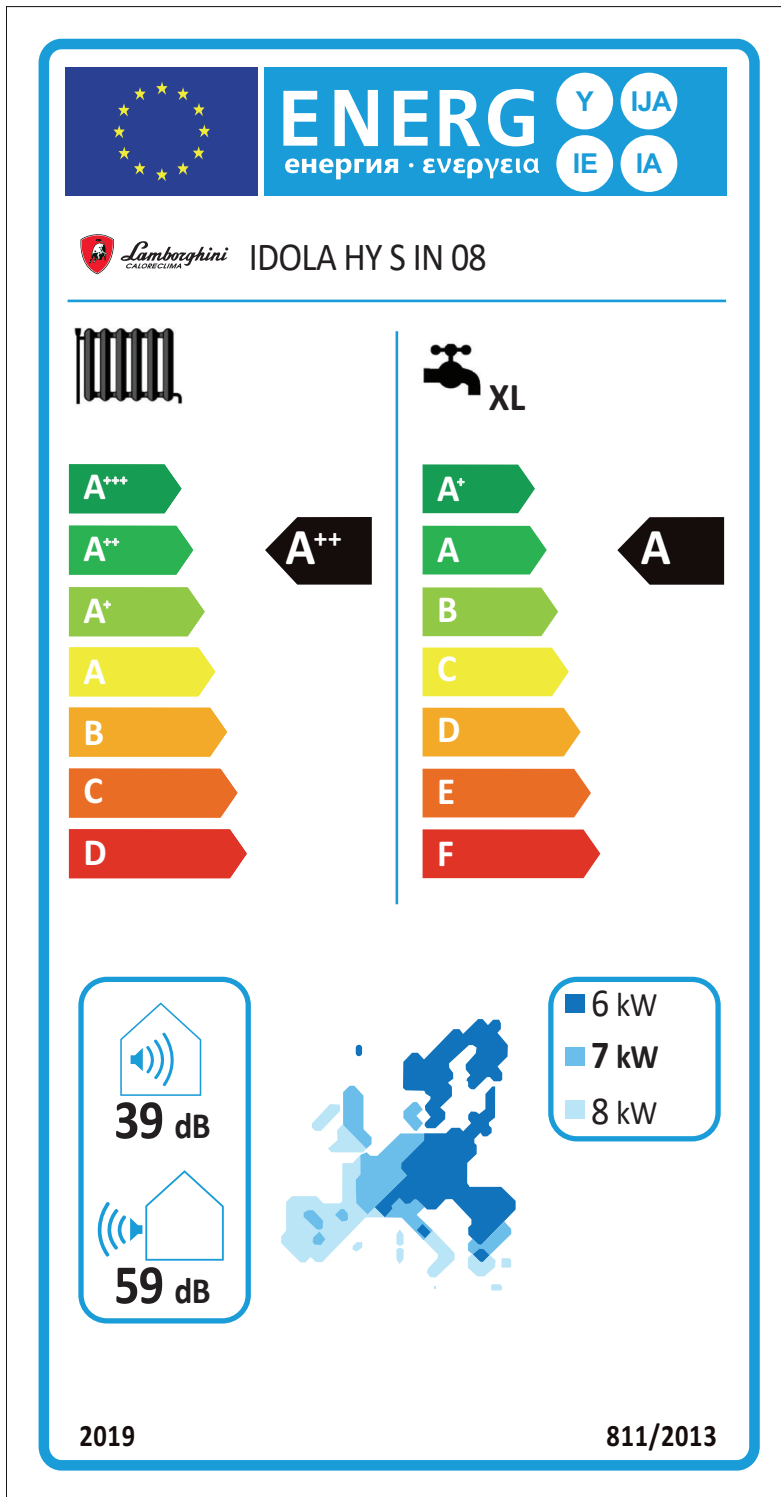 ENERG
Y IJA
IE IA
енергия · ενεργεια
Lamborghini
CALORECLIMA
IDOLA HY S IN 08
XL
A+++
A++
A+
A
B
C
D
A++
A+
A
B
C
D
E
F
A
39 dB
59 dB
6 kW
7 kW
8 kW
2019
811/2013